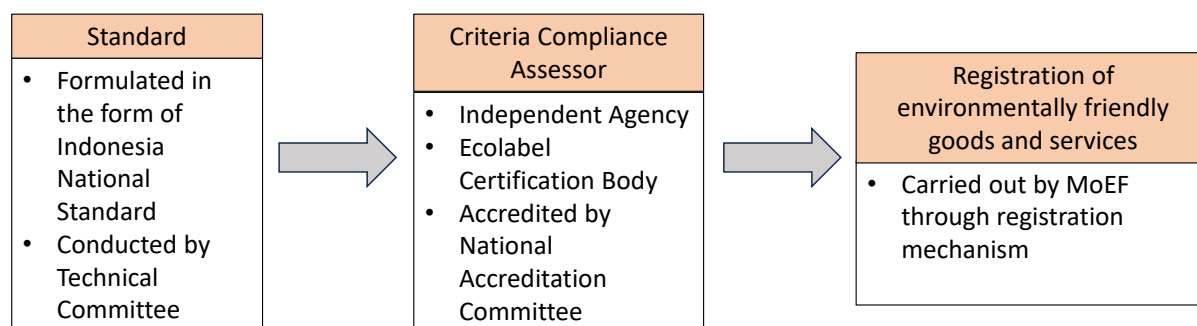 Standard
• Formulated in
the form of
Indonesia
National
Standard
• Conducted by
Technical
Committee
Criteria Compliance
Assessor
• Independent Agency
• Ecolabel
Certification Body
• Accredited by
National
Accreditation
Committee
Registration of
environmentally friendly
goods and services
• Carried out by MoEF
through registration
mechanism